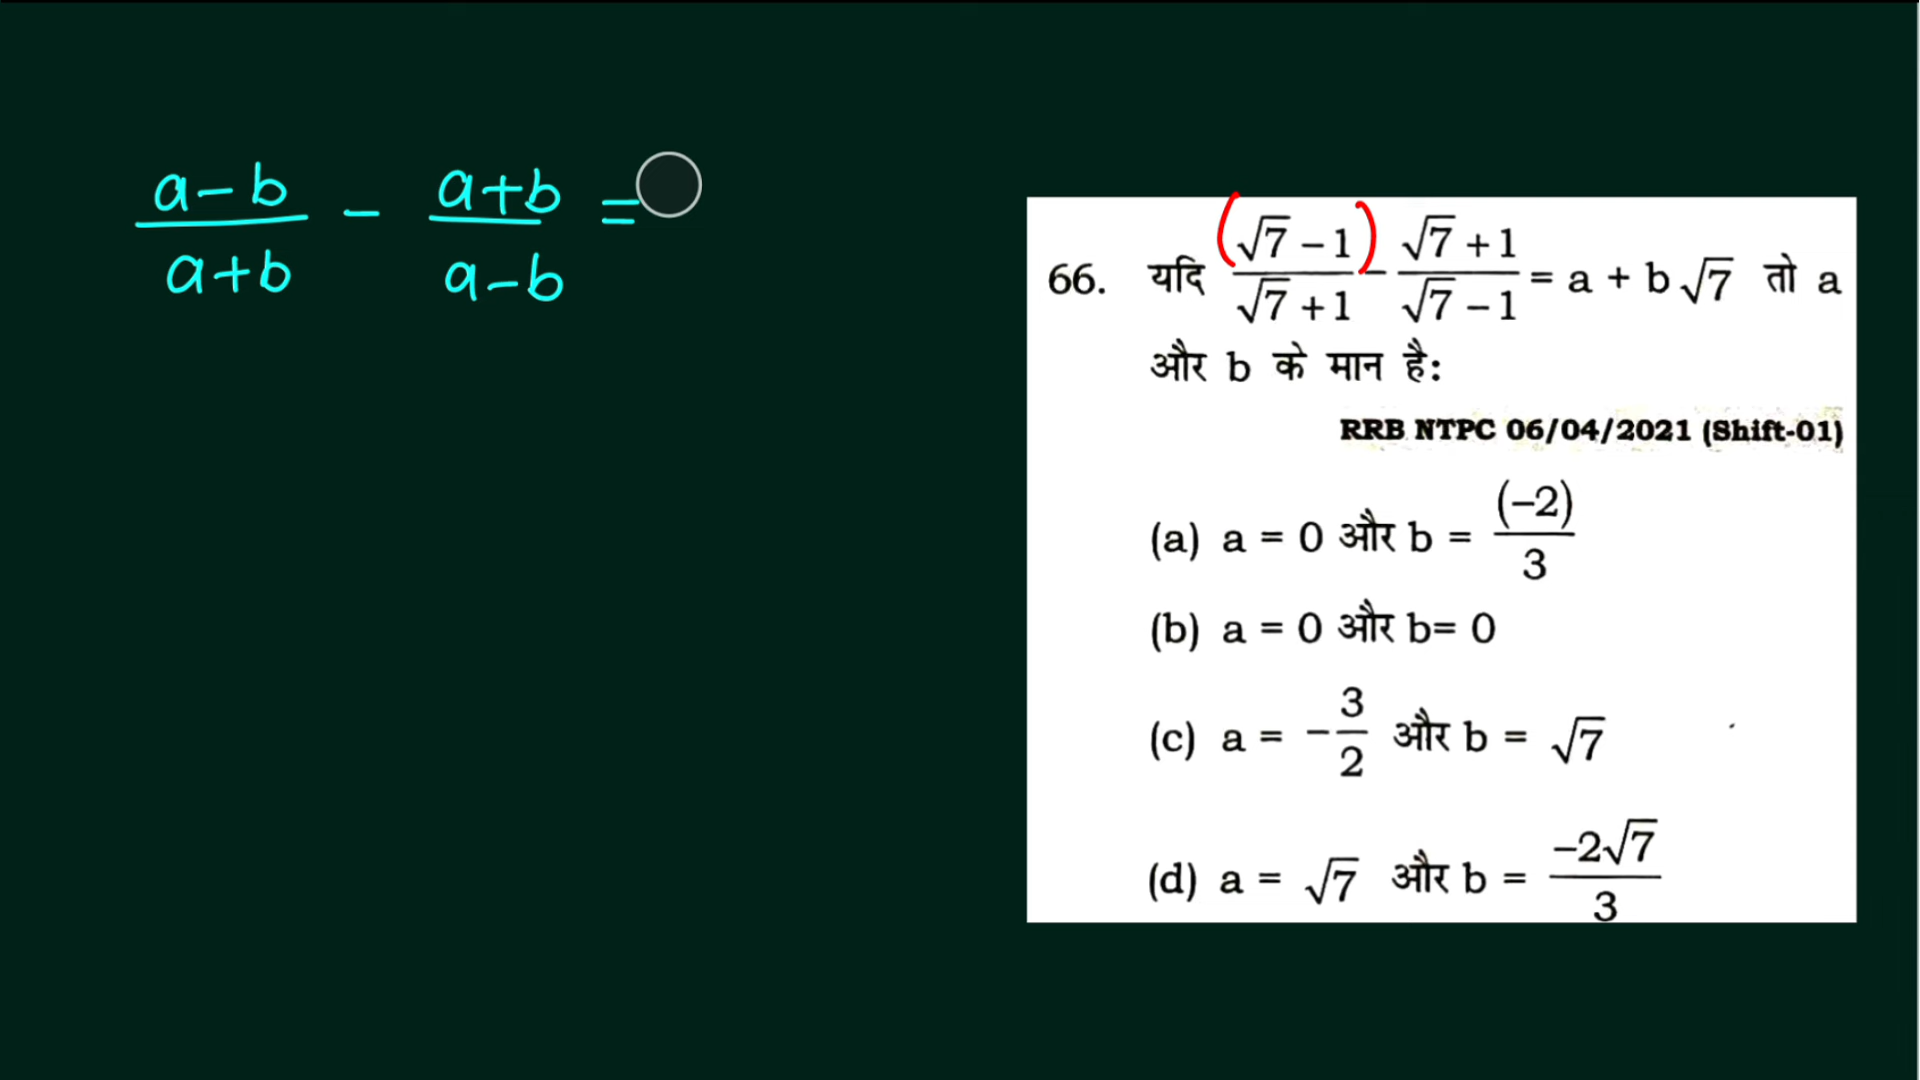 a-b/a+b - a+b/a-b =
66. यदि √7-1/√7+1 - √7+1/√7-1 = a + b√7 तो a
और b के मान है:
RRB NTPC 06/04/2021 (Shift-01)
(a) a = 0 और b = (-2)/3
(b) a = 0 और b= 0
(c) a = -3/2 और b = √7
(d) a = √7 और b = -2√7/3